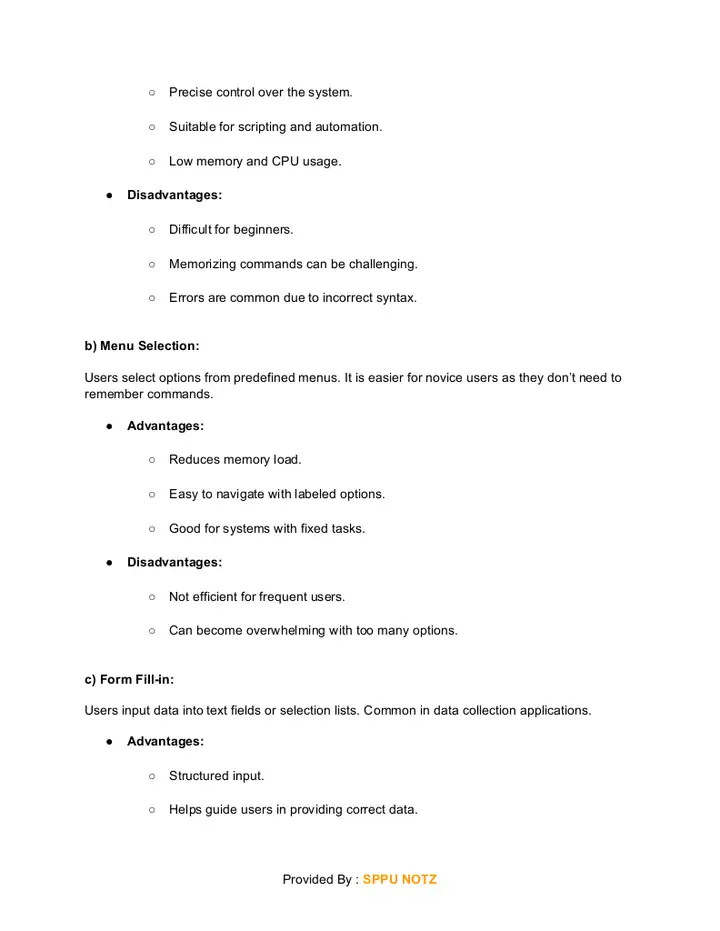 ○ Precise control over the system.
○ Suitable for scripting and automation.
○ Low memory and CPU usage.
● Disadvantages:
○ Difficult for beginners.
○ Memorizing commands can be challenging.
○ Errors are common due to incorrect syntax.
b) Menu Selection:
Users select options from predefined menus. It is easier for novice users as they don’t need to
remember commands.
● Advantages:
○ Reduces memory load.
○ Easy to navigate with labeled options.
○ Good for systems with fixed tasks.
● Disadvantages:
○ Not efficient for frequent users.
○ Can become overwhelming with too many options.
c) Form Fill-in:
Users input data into text fields or selection lists. Common in data collection applications.
● Advantages:
○ Structured input.
○ Helps guide users in providing correct data.
Provided By : SPPU NOTZ